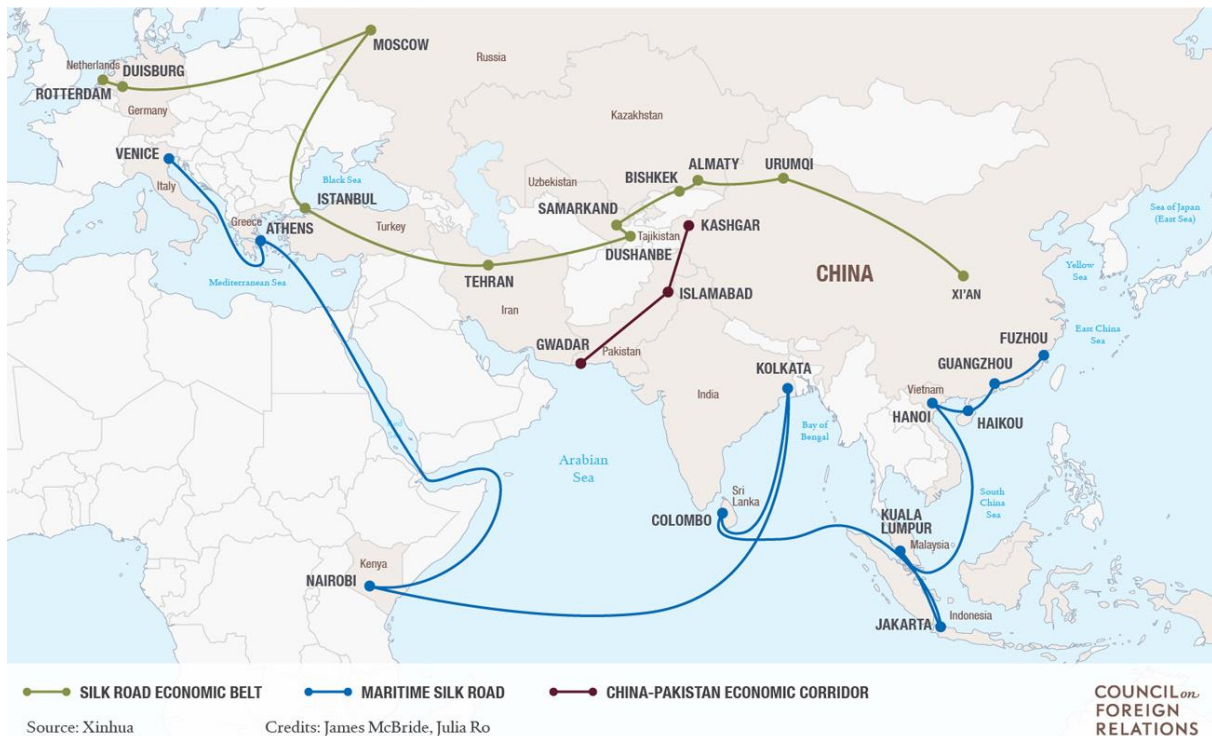 MOSCOW
Netherlands
DUISBURG
Russia
ROTTERDAM
Germany
Kazakhstan
VENICE
ALMATY
URUMQI
Italy
Black Sea
Uzbekistan
BISHKEK
ISTANBUL
SAMARKAND
Sea of Japan
(East Sea)
Greece
ATHENS
Turkey
Tajikistan
KASHGAR
DUSHANBE
Yellow
Sea
CHINA
Mediterranean Sea
TEHRAN
ISLAMABAD
XI'AN
Iran
East China
Sea
GWADAR
Pakistan
FUZHOU
KOLKATA
GUANGZHOU
India
Vietnam
HANOI
HAIKOU
Bay of
Bengal
Arabian
Sea
Sri
Lanka
South
China
Sea
COLOMBO
KUALA
LUMPUR
Malaysia
Kenya
NAIROBI
Indonesia
JAKARTA
SILK ROAD ECONOMIC BELT
MARITIME SILK ROAD
CHINA-PAKISTAN ECONOMIC CORRIDOR
Source: Xinhua
Credits: James McBride, Julia Ro
COUNCIL on
FOREIGN
RELATIONS